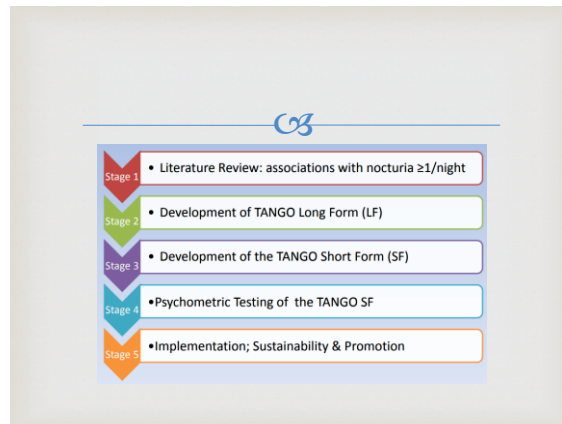 Stage 1
• Literature Review: associations with nocturia ≥1/night
Stage 2
• Development of TANGO Long Form (LF)
Stage 3
• Development of the TANGO Short Form (SF)
Stage 4
•Psychometric Testing of the TANGO SF
Stage 5
•Implementation; Sustainability & Promotion